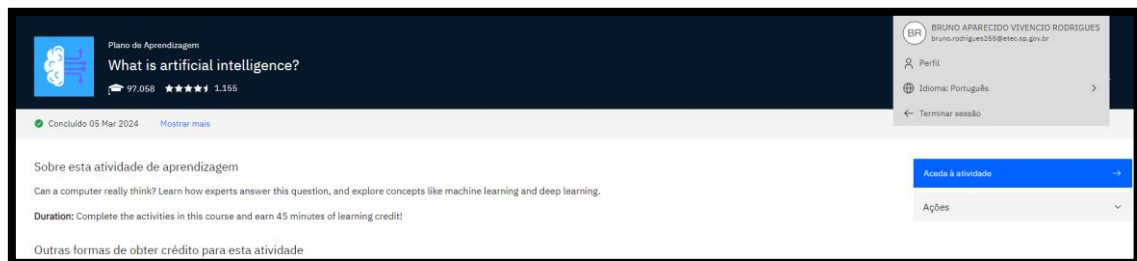 Plano de Aprendizagem
What is artificial intelligence?
97.058 1.155
BR
BRUNO APARECIDO VIVENCIO RODRIGUES
bruno.rodrigues255@etec.sp.gov.br
Perfil
Idioma: Português
Terminar sessão
Concluído 05 Mar 2024 Mostrar mais
Sobre esta atividade de aprendizagem
Can a computer really think? Learn how experts answer this question, and explore concepts like machine learning and deep learning.
Duration: Complete the activities in this course and earn 45 minutes of learning credit!
Outras formas de obter crédito para esta atividade
Aceda à atividade
Ações